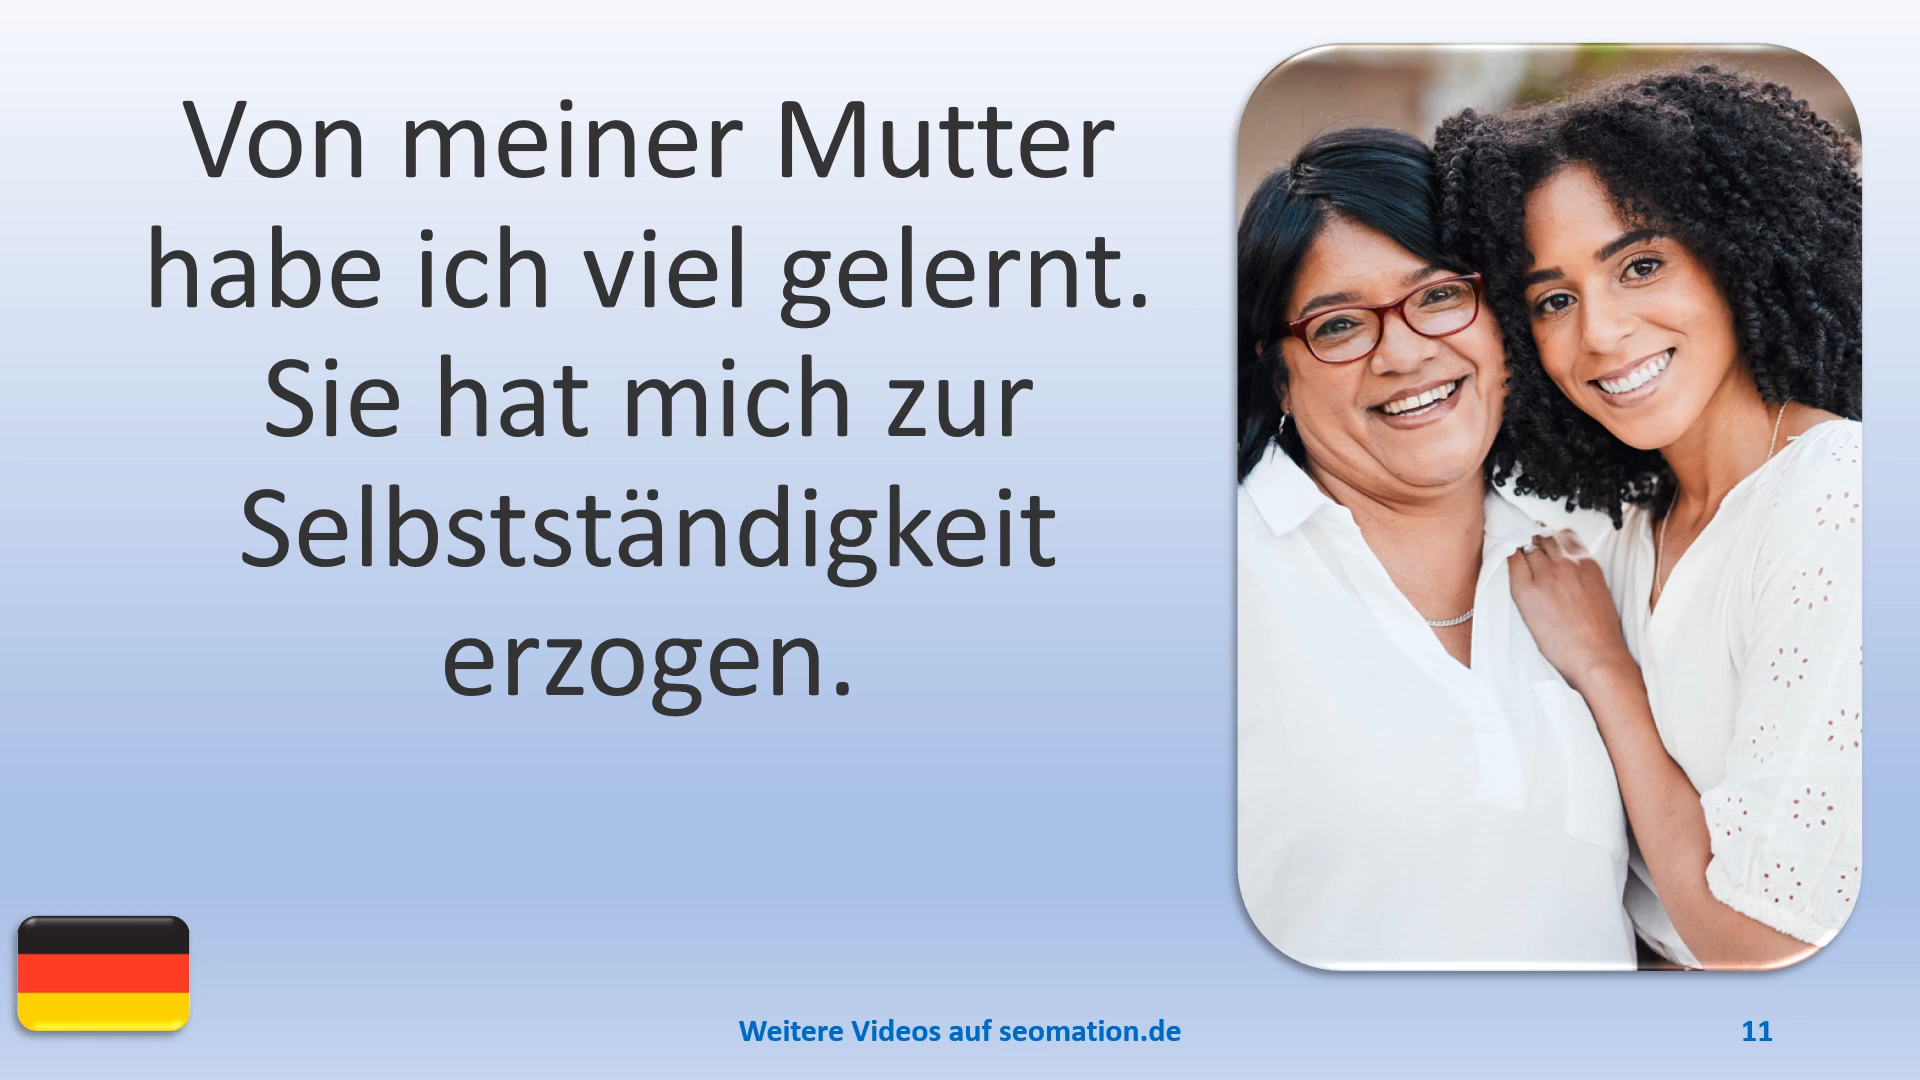 Von meiner Mutter
habe ich viel gelernt.
Sie hat mich zur
Selbstständigkeit
erzogen.
Weitere Videos auf seomation.de
11